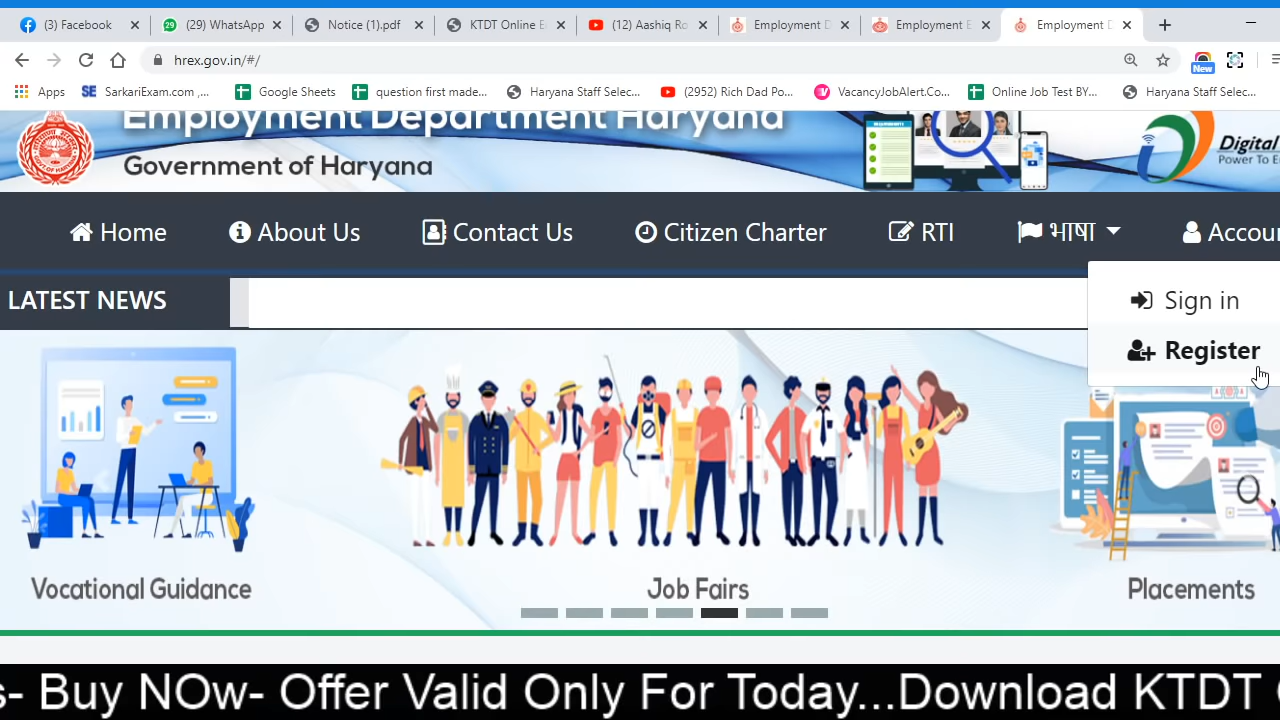 (3) Facebook
(29) WhatsApp
Notice (1).pdf
KTDT Online E
(12) Aashiq Ro
Employment D
Employment E
Employment D
hrex.gov.in/#/
New
Apps
SarkariExam.com ,...
Google Sheets
question first made...
Haryana Staff Selec...
(2952) Rich Dad Po...
VacancyJobAlert.Co...
Online Job Test BY...
Haryana Staff Selec...
Employment Department Haryana
Government of Haryana
Digital
Power To E
Home
About Us
Contact Us
Citizen Charter
RTI
भाषा
Accoun
LATEST NEWS
Sign in
Register
Vocational Guidance
Job Fairs
Placements
s- Buy NOw- Offer Valid Only For Today...Download KTDT